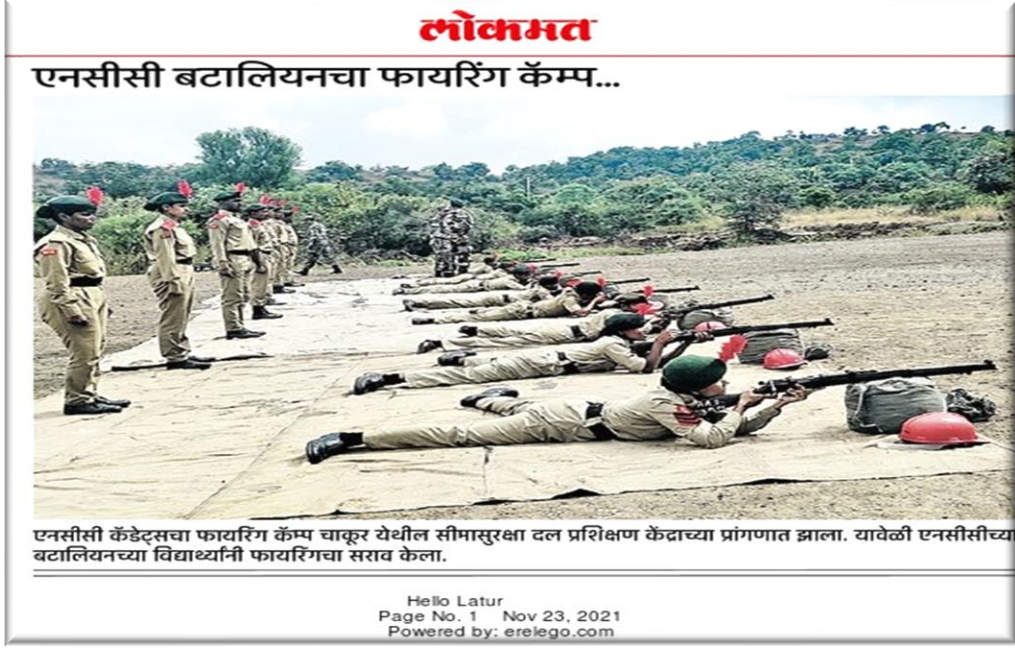 लोकमत
एनसीसी बटालियनचा फायरिंग कॅम्प...
एनसीसी कॅडेट्सचा फायरिंग कॅम्प चाकूर येथील सीमासुरक्षा दल प्रशिक्षण केंद्राच्या प्रांगणात झाला. यावेळी एनसीसीच्या
बटालियनच्या विद्यार्थ्यांनी फायरिंगचा सराव केला.
Hello Latur
Page No. 1 Nov 23, 2021
Powered by: erelego.com